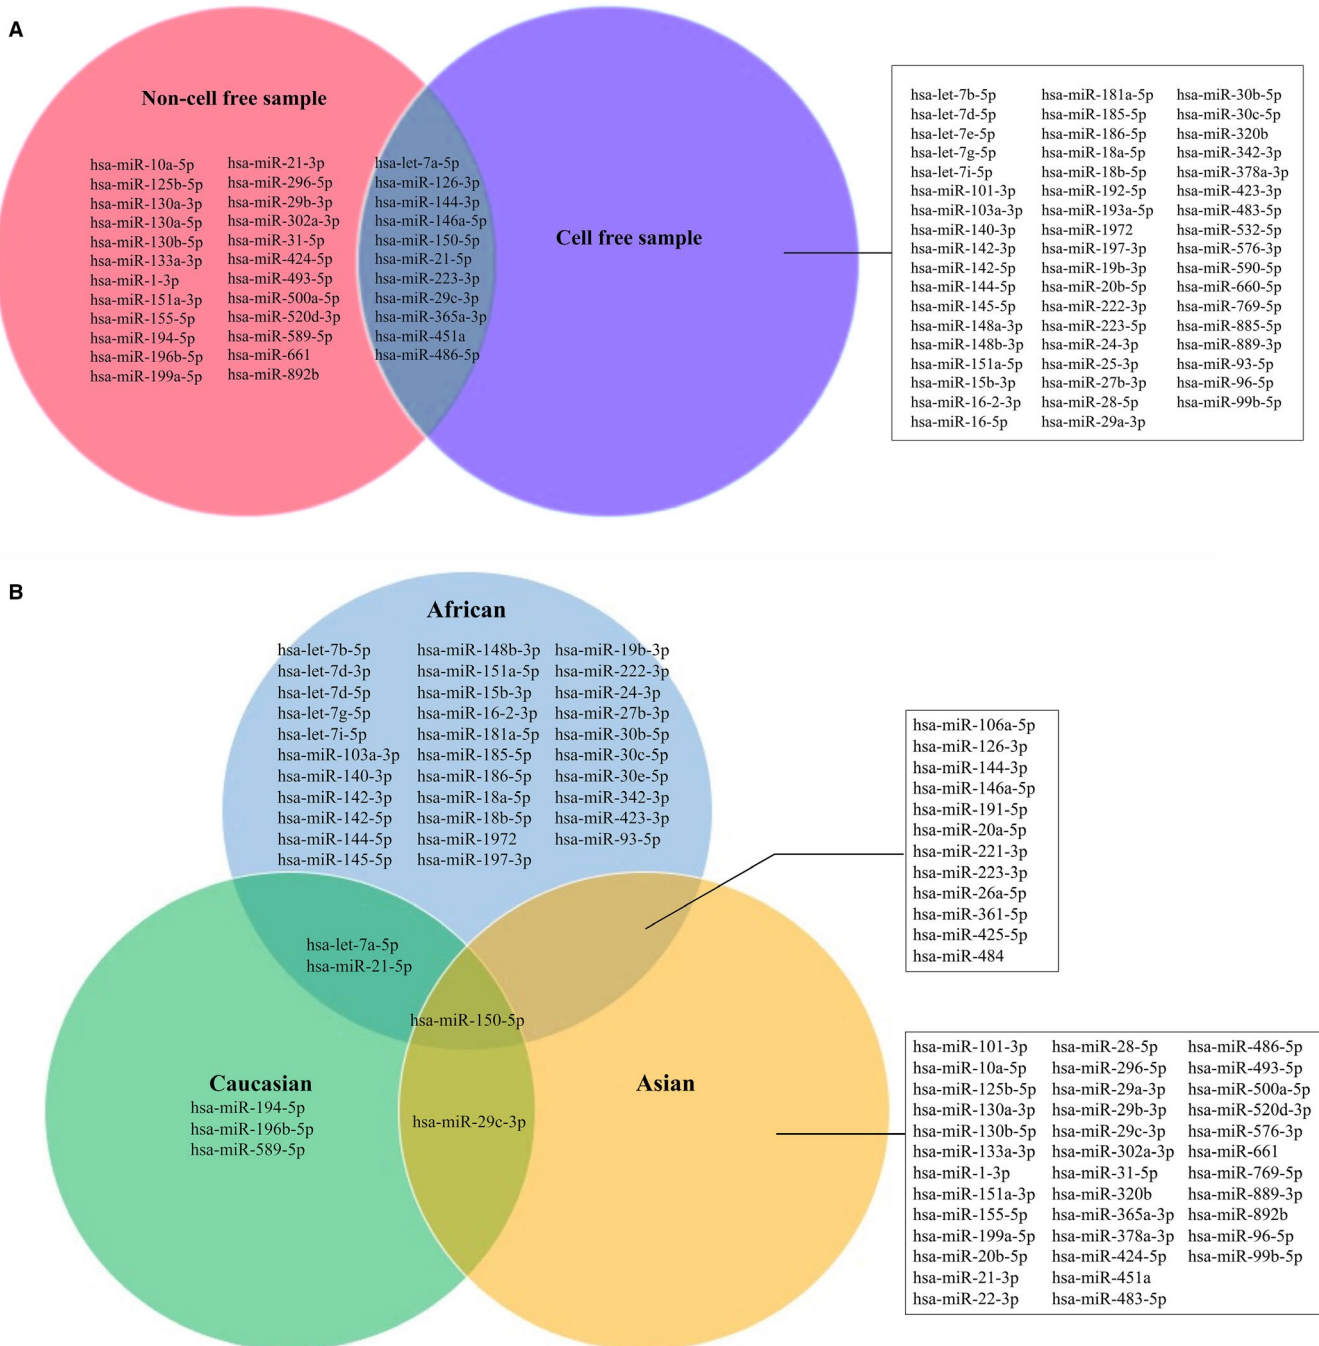 A
Non-cell free sample
hsa-miR-10a-5p
hsa-miR-125b-5p
hsa-miR-130a-3p
hsa-miR-130a-5p
hsa-miR-130b-5p
hsa-miR-133a-3p
hsa-miR-1-3p
hsa-miR-151a-3p
hsa-miR-155-5p
hsa-miR-194-5p
hsa-miR-196b-5p
hsa-miR-199a-5p
hsa-miR-21-3p
hsa-miR-296-5p
hsa-miR-29b-3p
hsa-miR-302a-3p
hsa-miR-31-5p
hsa-miR-424-5p
hsa-miR-493-5p
hsa-miR-500a-5p
hsa-miR-520d-3p
hsa-miR-589-5p
hsa-miR-661
hsa-miR-892b
hsa-let-7a-5p
hsa-miR-126-3p
hsa-miR-144-3p
hsa-miR-146a-5p
hsa-miR-150-5p
hsa-miR-21-5p
hsa-miR-223-3p
hsa-miR-29c-3p
hsa-miR-365a-3p
hsa-miR-451a
hsa-miR-486-5p
Cell free sample
hsa-let-7b-5p
hsa-let-7d-5p
hsa-let-7e-5p
hsa-let-7g-5p
hsa-let-7i-5p
hsa-miR-101-3p
hsa-miR-103a-3p
hsa-miR-140-3p
hsa-miR-142-3p
hsa-miR-142-5p
hsa-miR-144-5p
hsa-miR-145-5p
hsa-miR-148a-3p
hsa-miR-148b-3p
hsa-miR-151a-5p
hsa-miR-15b-3p
hsa-miR-16-2-3p
hsa-miR-16-5p
hsa-miR-181a-5p
hsa-miR-185-5p
hsa-miR-186-5p
hsa-miR-18a-5p
hsa-miR-18b-5p
hsa-miR-192-5p
hsa-miR-193a-5p
hsa-miR-1972
hsa-miR-197-3p
hsa-miR-19b-3p
hsa-miR-20b-5p
hsa-miR-222-3p
hsa-miR-223-5p
hsa-miR-24-3p
hsa-miR-25-3p
hsa-miR-27b-3p
hsa-miR-28-5p
hsa-miR-29a-3p
hsa-miR-30b-5p
hsa-miR-30c-5p
hsa-miR-320b
hsa-miR-342-3p
hsa-miR-378a-3p
hsa-miR-423-3p
hsa-miR-483-5p
hsa-miR-532-5p
hsa-miR-576-3p
hsa-miR-590-5p
hsa-miR-660-5p
hsa-miR-769-5p
hsa-miR-885-5p
hsa-miR-889-3p
hsa-miR-93-5p
hsa-miR-96-5p
hsa-miR-99b-5p
B
African
hsa-let-7b-5p
hsa-let-7d-3p
hsa-let-7d-5p
hsa-let-7g-5p
hsa-let-7i-5p
hsa-miR-103a-3p
hsa-miR-140-3p
hsa-miR-142-3p
hsa-miR-142-5p
hsa-miR-144-5p
hsa-miR-145-5p
hsa-miR-148b-3p
hsa-miR-151a-5p
hsa-miR-15b-3p
hsa-miR-16-2-3p
hsa-miR-181a-5p
hsa-miR-185-5p
hsa-miR-186-5p
hsa-miR-18a-5p
hsa-miR-18b-5p
hsa-miR-1972
hsa-miR-197-3p
hsa-miR-19b-3p
hsa-miR-222-3p
hsa-miR-24-3p
hsa-miR-27b-3p
hsa-miR-30b-5p
hsa-miR-30c-5p
hsa-miR-30e-5p
hsa-miR-342-3p
hsa-miR-423-3p
hsa-miR-93-5p
hsa-miR-106a-5p
hsa-miR-126-3p
hsa-miR-144-3p
hsa-miR-146a-5p
hsa-miR-191-5p
hsa-miR-20a-5p
hsa-miR-221-3p
hsa-miR-223-3p
hsa-miR-26a-5p
hsa-miR-361-5p
hsa-miR-425-5p
hsa-miR-484
hsa-let-7a-5p
hsa-miR-21-5p
hsa-miR-150-5p
Caucasian
hsa-miR-194-5p
hsa-miR-196b-5p
hsa-miR-589-5p
hsa-miR-29c-3p
Asian
hsa-miR-101-3p
hsa-miR-10a-5p
hsa-miR-125b-5p
hsa-miR-130a-3p
hsa-miR-130b-5p
hsa-miR-133a-3p
hsa-miR-1-3p
hsa-miR-151a-3p
hsa-miR-155-5p
hsa-miR-199a-5p
hsa-miR-20b-5p
hsa-miR-21-3p
hsa-miR-22-3p
hsa-miR-28-5p
hsa-miR-296-5p
hsa-miR-29a-3p
hsa-miR-29b-3p
hsa-miR-29c-3p
hsa-miR-302a-3p
hsa-miR-31-5p
hsa-miR-320b
hsa-miR-365a-3p
hsa-miR-378a-3p
hsa-miR-424-5p
hsa-miR-451a
hsa-miR-483-5p
hsa-miR-486-5p
hsa-miR-493-5p
hsa-miR-500a-5p
hsa-miR-520d-3p
hsa-miR-576-3p
hsa-miR-661
hsa-miR-769-5p
hsa-miR-889-3p
hsa-miR-892b
hsa-miR-96-5p
hsa-miR-99b-5p